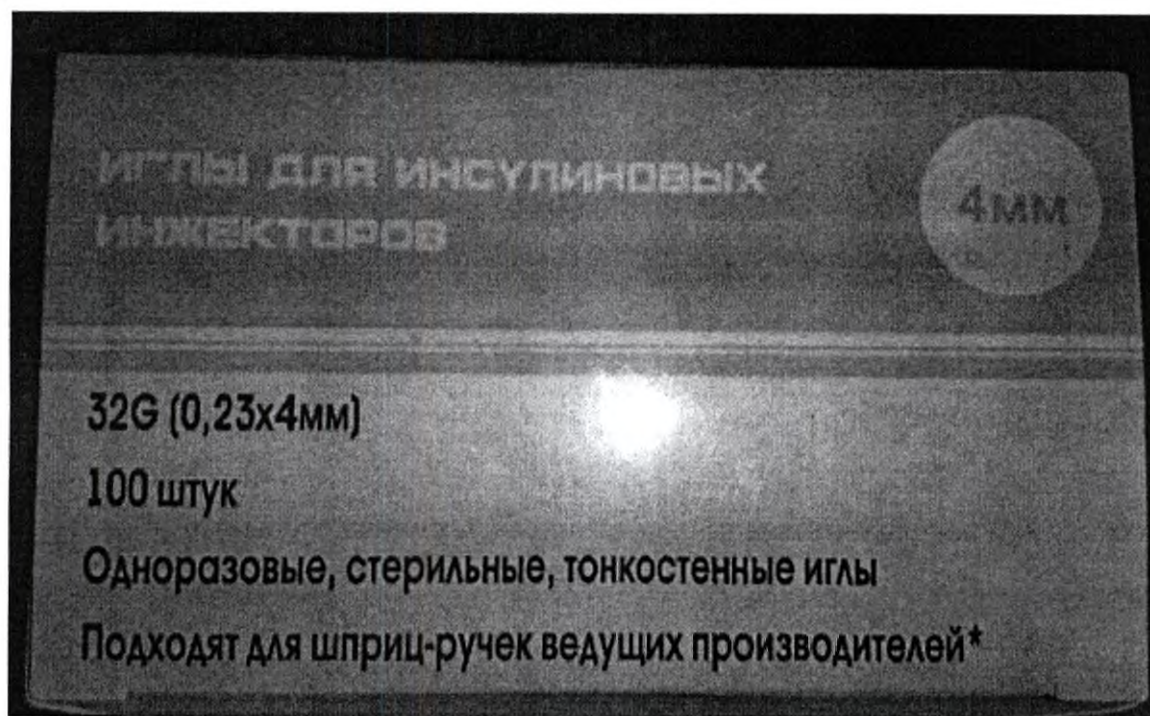 ИГЛЫ ДЛЯ ИНСУЛИНОВЫХ
ИНЖЕКТОРОВ
4мм
32G (0,23х4мм)
100 штук
Одноразовые, стерильные, тонкостенные иглы
Подходят для шприц-ручек ведущих производителей*